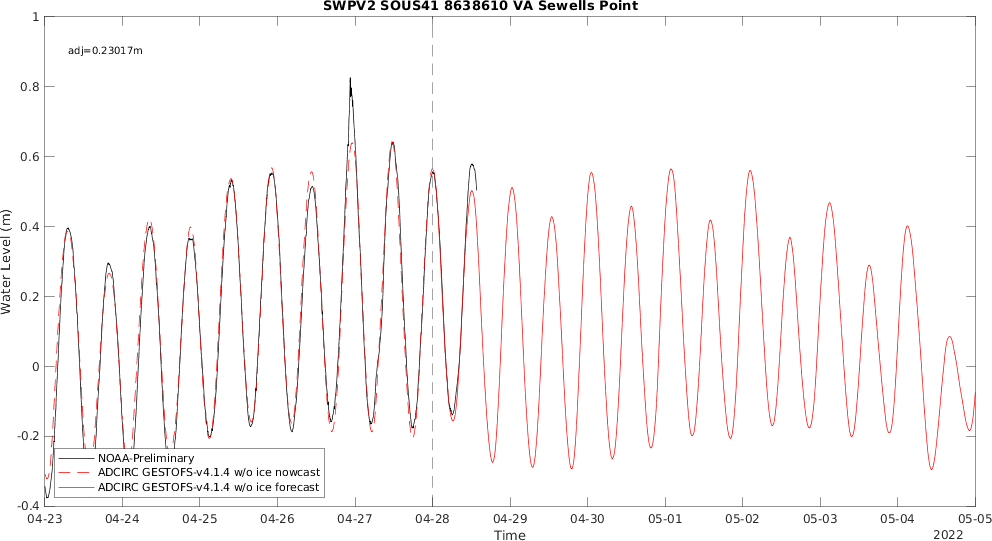 SWPV2 SOUS41 8638610 VA Sewells Point
adj=0.23017m
Water Level (m)
1
0.8
0.6
0.4
0.2
0
-0.2
-0.4
NOAA-Preliminary
ADCIRC GESTOFS-v4.1.4 w/o ice nowcast
ADCIRC GESTOFS-v4.1.4 w/o ice forecast
04-23 04-24 04-25 04-26 04-27 04-28 04-29 04-30 05-01 05-02 05-03 05-04 05-05
Time
2022